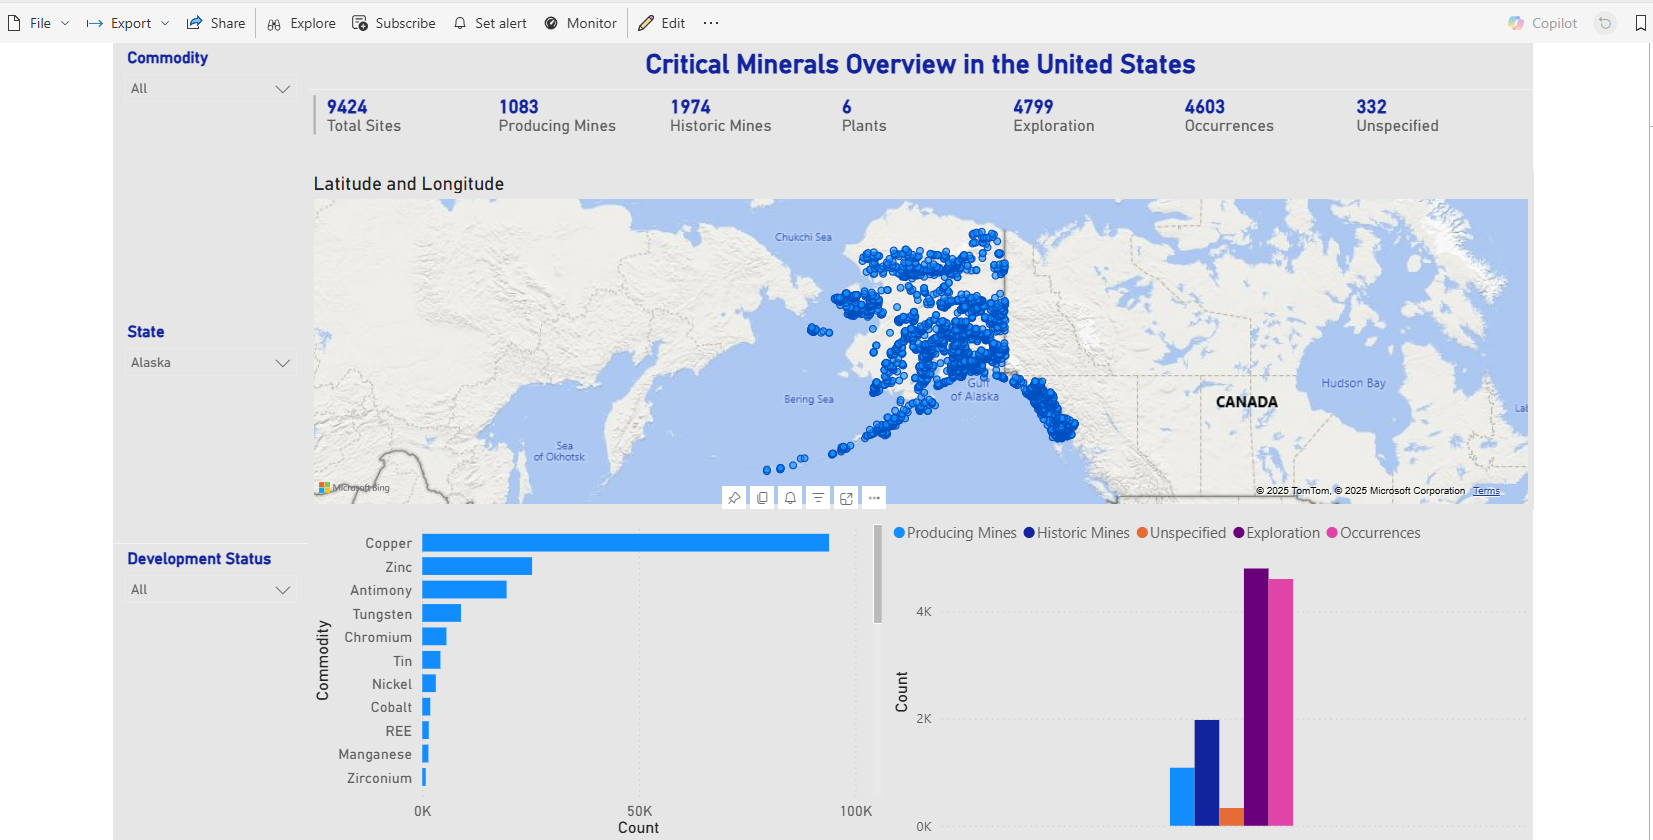 File Export Share Explore Subscribe Set alert Monitor Edit ... Copilot
Commodity
All
Critical Minerals Overview in the United States
9424 1083 1974 6 4799 4603 332
Total Sites Producing Mines Historic Mines Plants Exploration Occurrences Unspecified
Latitude and Longitude
Chukchi Sea
State
Alaska
Gulf
of Alaska
Bering Sea
Hudson Bay
CANADA
Sea
of Okhotsk
Microsoft Bing
© 2025 TomTom, © 2025 Microsoft Corporation Terms
Development Status
All
Commodity
Copper
Zinc
Antimony
Tungsten
Chromium
Tin
Nickel
Cobalt
REE
Manganese
Zirconium
0K 50K 100K
Count
Producing Mines Historic Mines Unspecified Exploration Occurrences
Count
4K
2K
0K